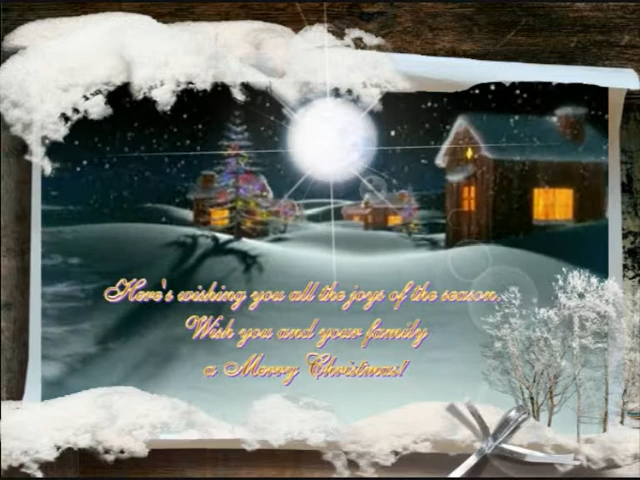 Here's wishing you all the joys of the season.
Wish you and your family
a Merry Christmas!